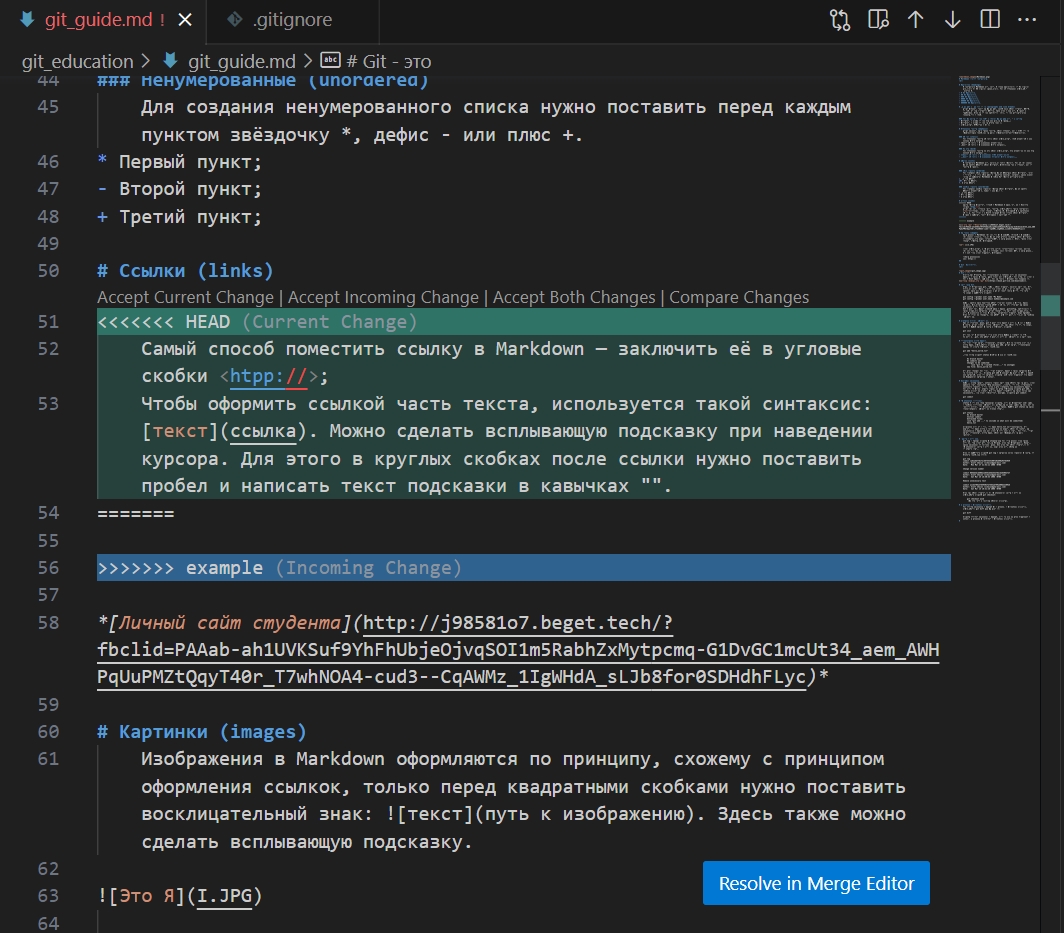 git_guide.md !
.gitignore
git_education > git_guide.md > # Git - это
44 ### Ненумерованные (unordered)
45 Для создания ненумерованного списка нужно поставить перед каждым
пунктом звёздочку *, дефис - или плюс +.
46 * Первый пункт;
47 - Второй пункт;
48 + Третий пункт;
49
50 # Ссылки (links)
Accept Current Change | Accept Incoming Change | Accept Both Changes | Compare Changes
51 <<<<<<< HEAD (Current Change)
52 Самый способ поместить ссылку в Markdown — заключить её в угловые
скобки <htpp://>;
53 Чтобы оформить ссылкой часть текста, используется такой синтаксис:
[текст](ссылка). Можно сделать всплывающую подсказку при наведении
курсора. Для этого в круглых скобках после ссылки нужно поставить
пробел и написать текст подсказки в кавычках "".
54 =======
55
56 >>>>>>> example (Incoming Change)
57
58 *[Личный сайт студента](http://j98581o7.beget.tech/?
fbclid=PAAab-ah1UVKSuf9YhFhUbjeOjvqSOI1m5RabhZxMytpcmq-G1DvGC1mcUt34_aem_AWH
PqUuPMZtQqyT40r_T7whNOA4-cud3--CqAWMz_1IgWHdA_sLJb8for0SDHdhFLyc)*
59
60 # Картинки (images)
61 Изображения в Markdown оформляются по принципу, схожему с принципом
оформления ссылкок, только перед квадратными скобками нужно поставить
восклицательный знак: ![текст](путь к изображению). Здесь также можно
сделать всплывающую подсказку.
62
Resolve in Merge Editor
63 ![Это Я](I.JPG)
64